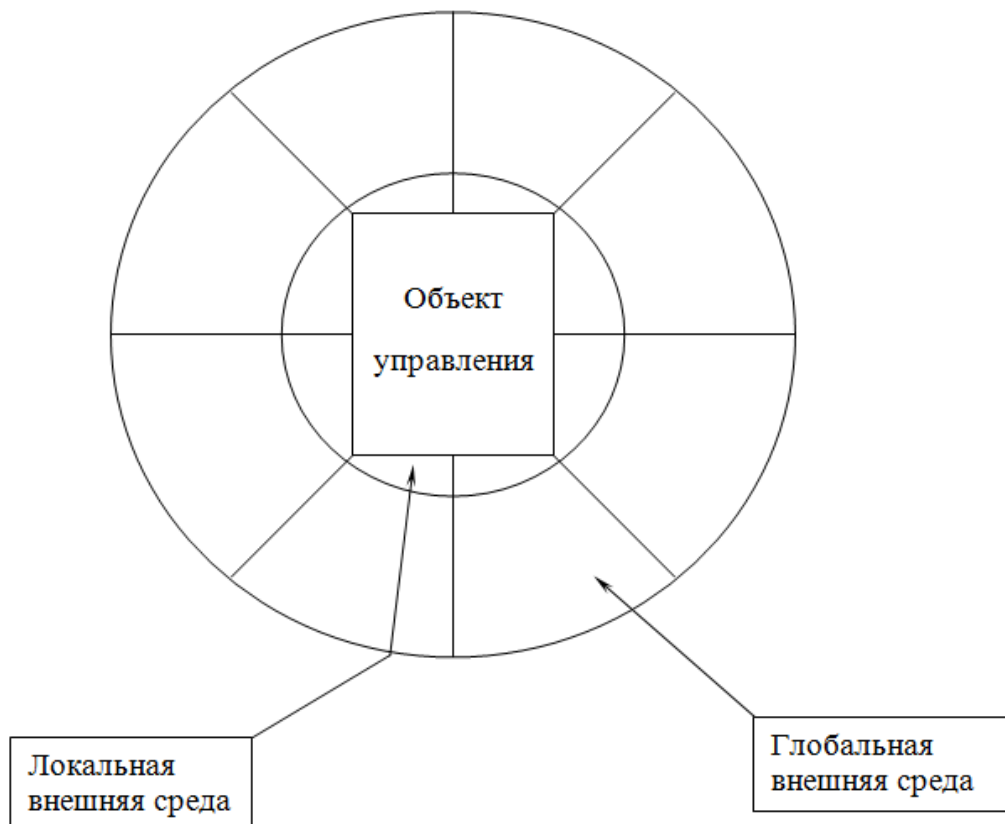 Объект
управления
Локальная
внешняя среда
Глобальная
внешняя среда